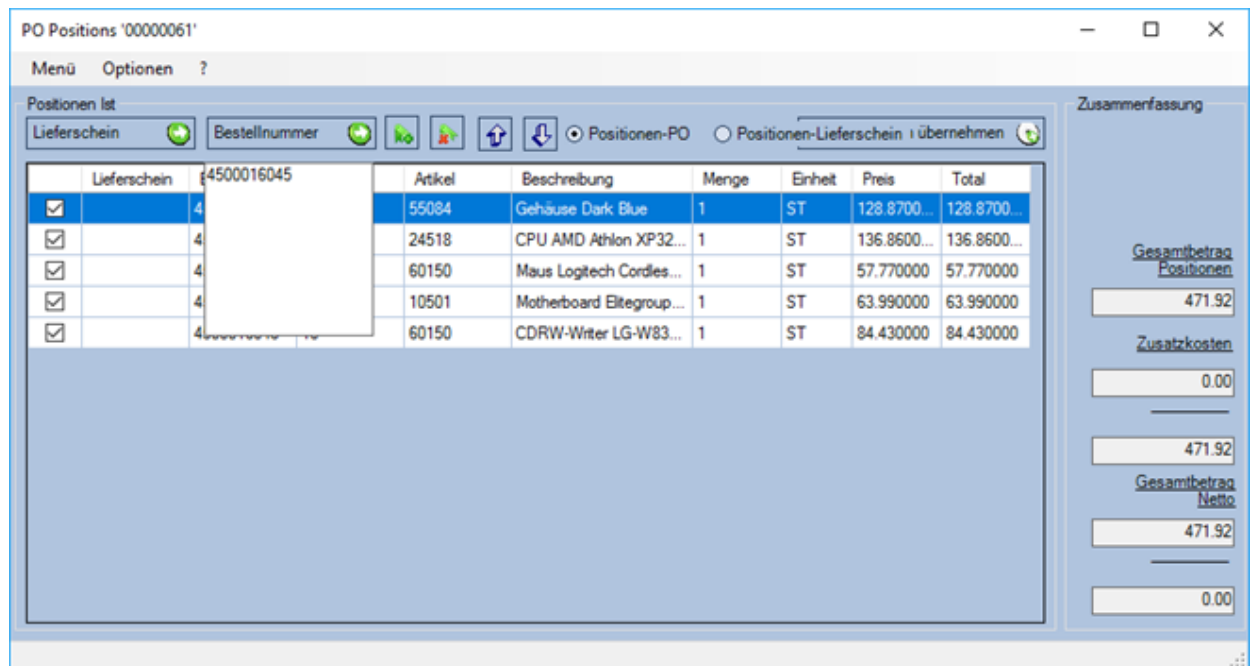 PO Positions '00000061'
Menü Optionen ?
Positionen Ist
Zusammenfassung
Lieferschein Bestellnummer Positionen-PO Positionen-Lieferschein übernehmen
4500016045
Lieferschein Artikel Beschreibung Menge Einheit Preis Total
55084 Gehäuse Dark Blue 1 ST 128.8700... 128.8700...
24518 CPU AMD Athlon XP32... 1 ST 136.8600... 136.8600...
60150 Maus Logitech Cordles... 1 ST 57.770000 57.770000
10501 Motherboard Elitegroup... 1 ST 63.990000 63.990000
60150 CDRW-Writer LG-W83... 1 ST 84.430000 84.430000
Gesamtbetrag
Positionen
471.92
Zusatzkosten
0.00
471.92
Gesamtbetrag
Netto
471.92
0.00